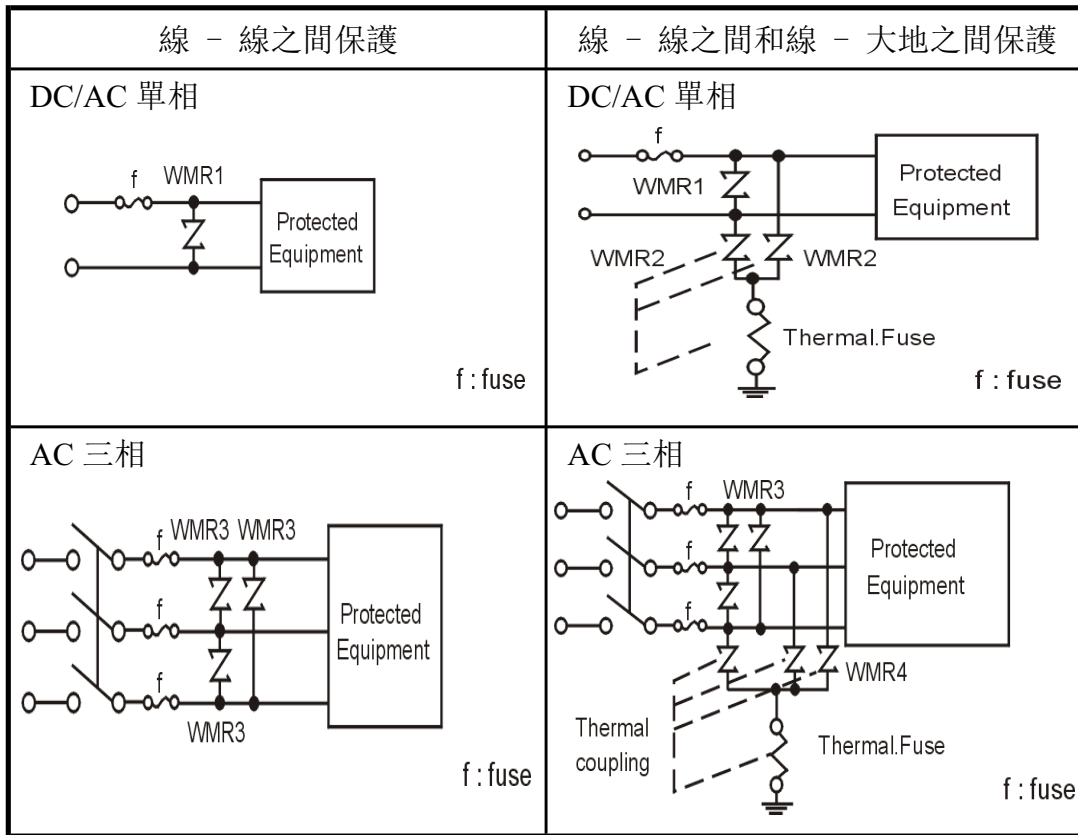 線 － 線之間保護
線 － 線之間和線 － 大地之間保護
DC/AC 單相
f
WMR1
Protected
Equipment
f : fuse
DC/AC 單相
f
WMR1
Protected
Equipment
WMR2
WMR2
Thermal.Fuse
f : fuse
AC 三相
f
WMR3
WMR3
f
Protected
Equipment
f
WMR3
f : fuse
AC 三相
f
WMR3
f
Protected
Equipment
f
WMR4
Thermal
coupling
Thermal.Fuse
f : fuse